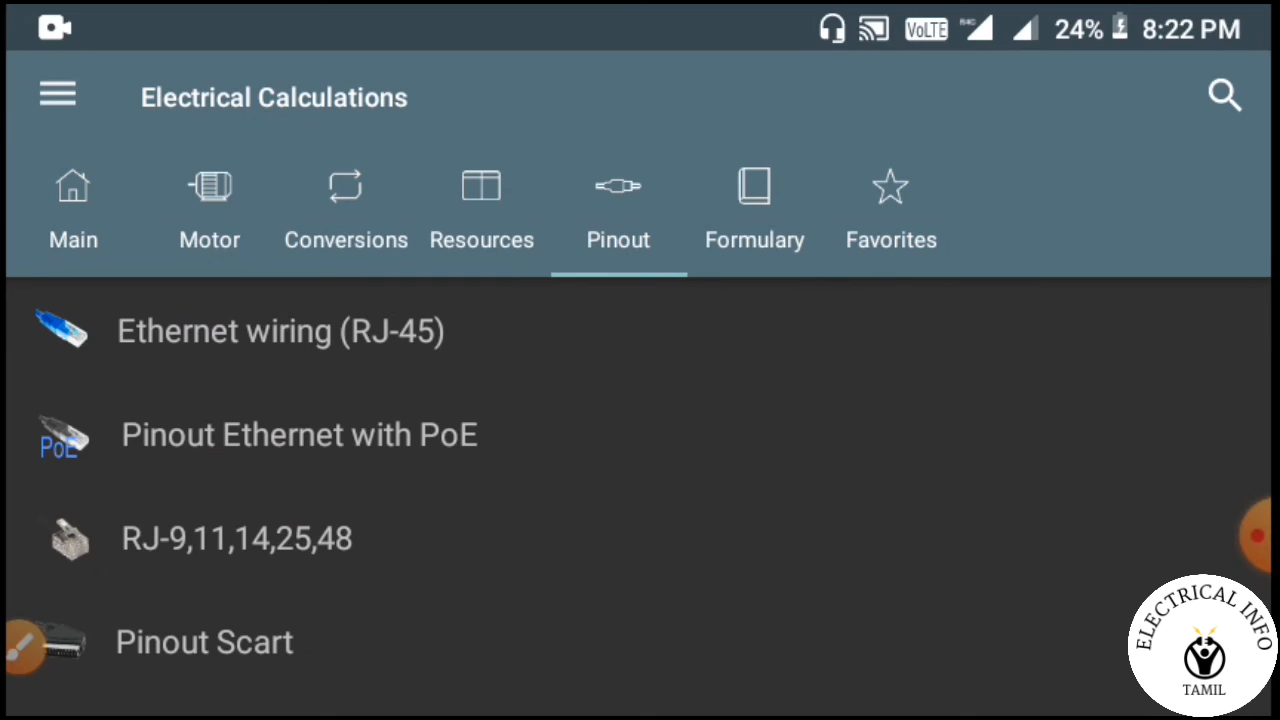 VoLTE 24% 8:22 PM
Electrical Calculations
Main Motor Conversions Resources Pinout Formulary Favorites
Ethernet wiring (RJ-45)
PoE Pinout Ethernet with PoE
RJ-9,11,14,25,48
Pinout Scart
ELECTRICAL INFO
TAMIL